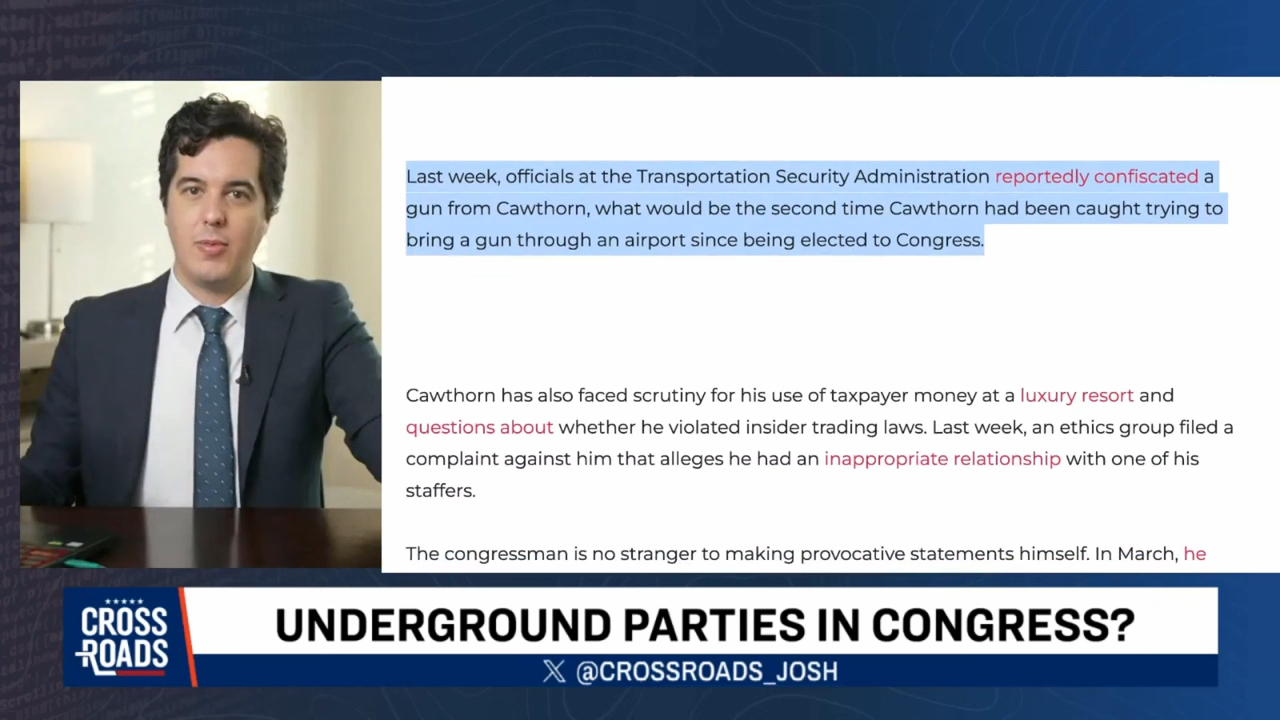 Last week, officials at the Transportation Security Administration reportedly confiscated a
gun from Cawthorn, what would be the second time Cawthorn had been caught trying to
bring a gun through an airport since being elected to Congress.
Cawthorn has also faced scrutiny for his use of taxpayer money at a luxury resort and
questions about whether he violated insider trading laws. Last week, an ethics group filed a
complaint against him that alleges he had an inappropriate relationship with one of his
staffers.
The congressman is no stranger to making provocative statements himself. In March, he
CROSS
ROADS
UNDERGROUND PARTIES IN CONGRESS?
X @CROSSROADS_JOSH